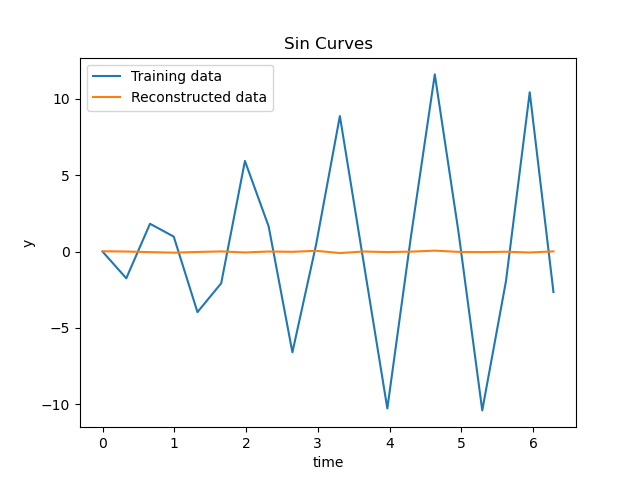 Sin Curves
Training data
Reconstructed data
10
5
0
−5
−10
y
0 1 2 3 4 5 6
time